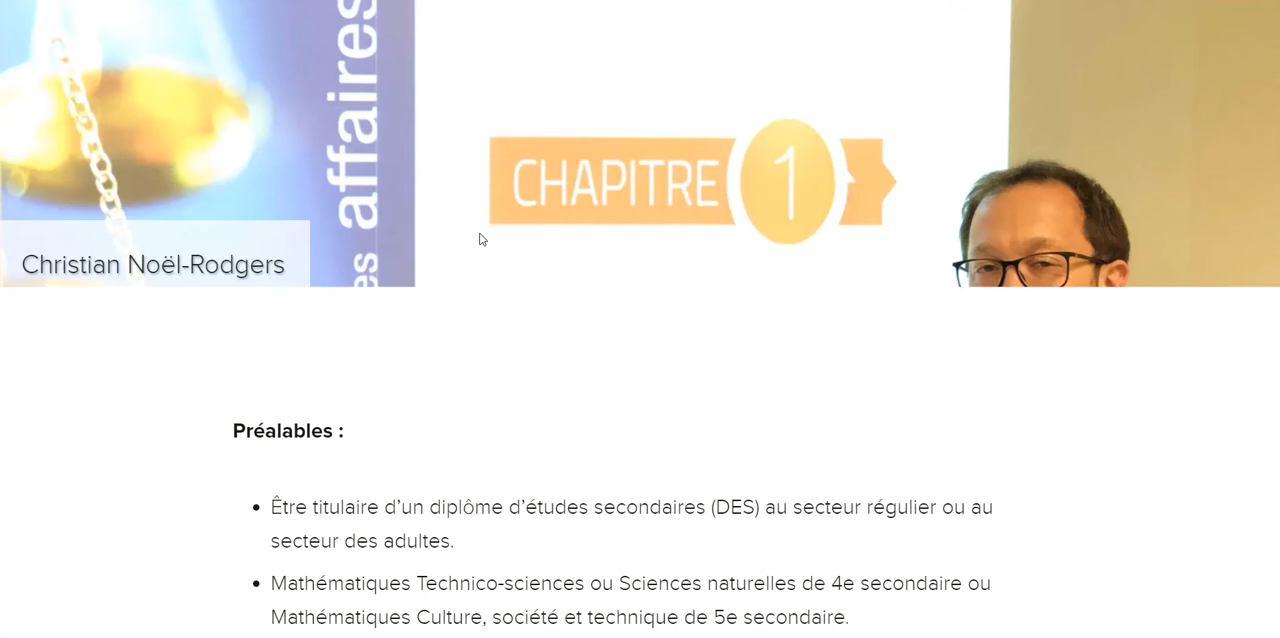 es affaires
CHAPITRE 1
Christian Noël-Rodgers
Préalables :
• Être titulaire d’un diplôme d’études secondaires (DES) au secteur régulier ou au
secteur des adultes.
• Mathématiques Technico-sciences ou Sciences naturelles de 4e secondaire ou
Mathématiques Culture, société et technique de 5e secondaire.